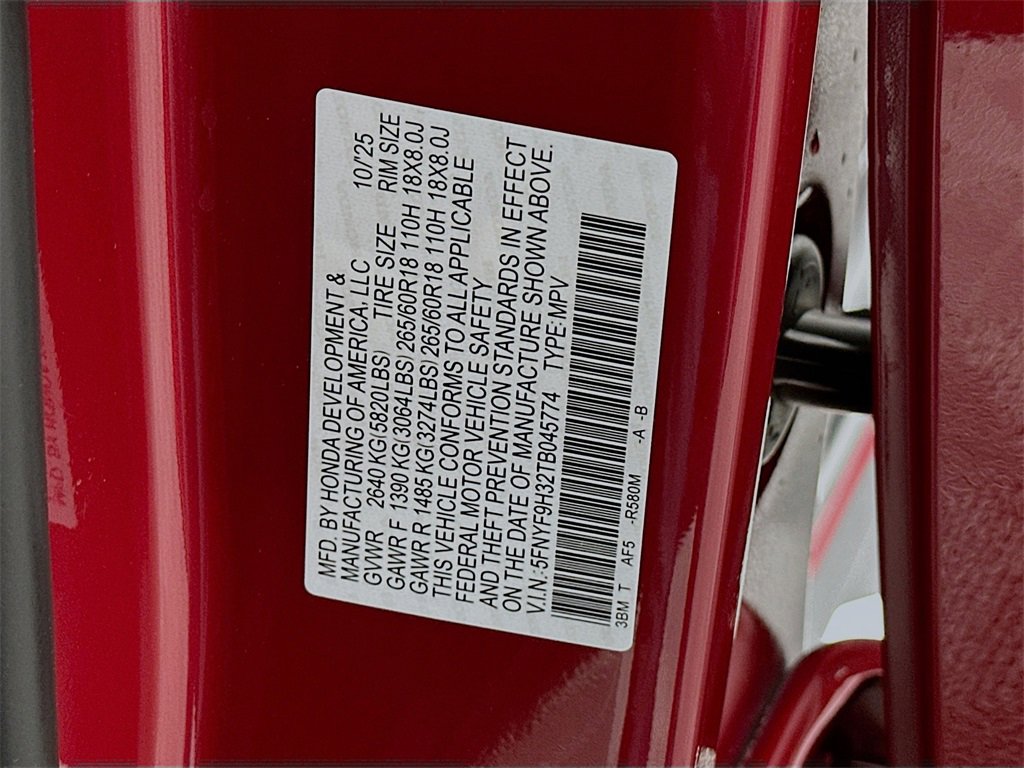 MFD. BY HONDA DEVELOPMENT &
MANUFACTURING OF AMERICA, LLC 10/'25
GVWR 2640 KG(5820LBS) TIRE SIZE RIM SIZE
GAWR F 1390 KG(3064LBS) 265/60R18 110H 18X8.0J
GAWR R 1485 KG(3274LBS) 265/60R18 110H 18X8.0J
THIS VEHICLE CONFORMS TO ALL APPLICABLE
FEDERAL MOTOR VEHICLE SAFETY
AND THEFT PREVENTION STANDARDS IN EFFECT
ON THE DATE OF MANUFACTURE SHOWN ABOVE.
V.I.N.:5FNYF9H32TB045774 TYPE:MPV
3BM T AF5 -R580M -A -B